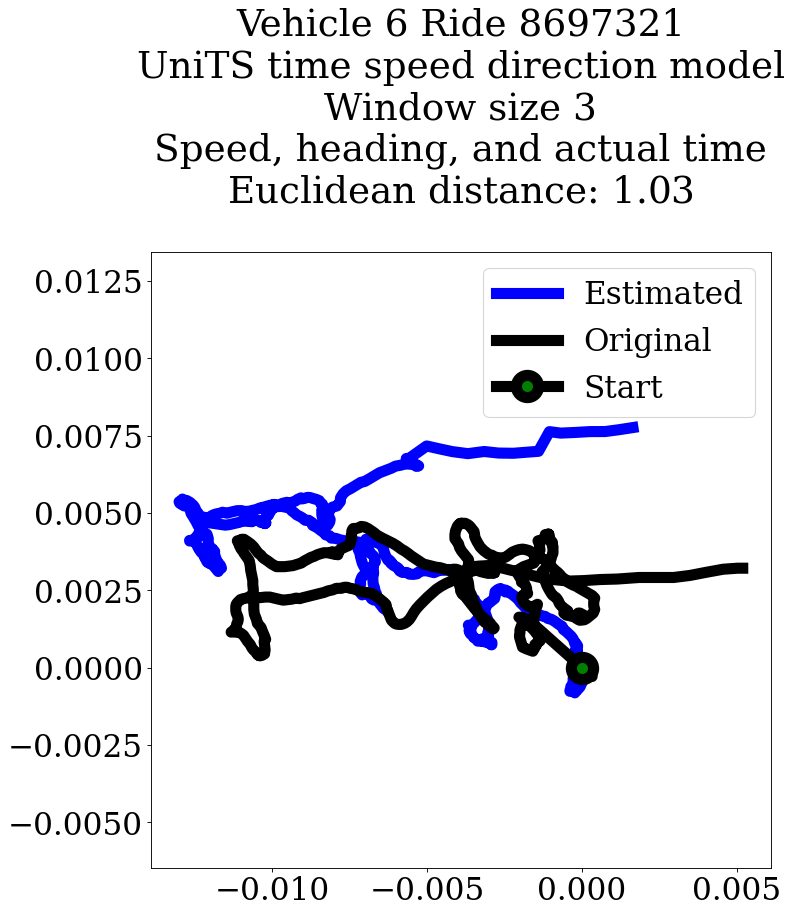 Vehicle 6 Ride 8697321
UniTS time speed direction model
Window size 3
Speed, heading, and actual time
Euclidean distance: 1.03
0.0125
0.0100
0.0075
0.0050
0.0025
0.0000
−0.0025
−0.0050
Estimated
Original
Start
−0.010
−0.005
0.000
0.005